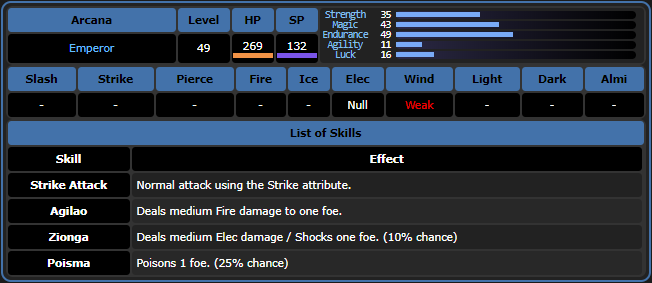 Arcana Level HP SP
Emperor 49 269 132
Strength 35
Magic 43
Endurance 49
Agility 11
Luck 16
Slash Strike Pierce Fire Ice Elec Wind Light Dark Almi
- - - - - Null Weak - - -
List of Skills
Skill Effect
Strike Attack Normal attack using the Strike attribute.
Agilao Deals medium Fire damage to one foe.
Zionga Deals medium Elec damage / Shocks one foe. (10% chance)
Poisma Poisons 1 foe. (25% chance)